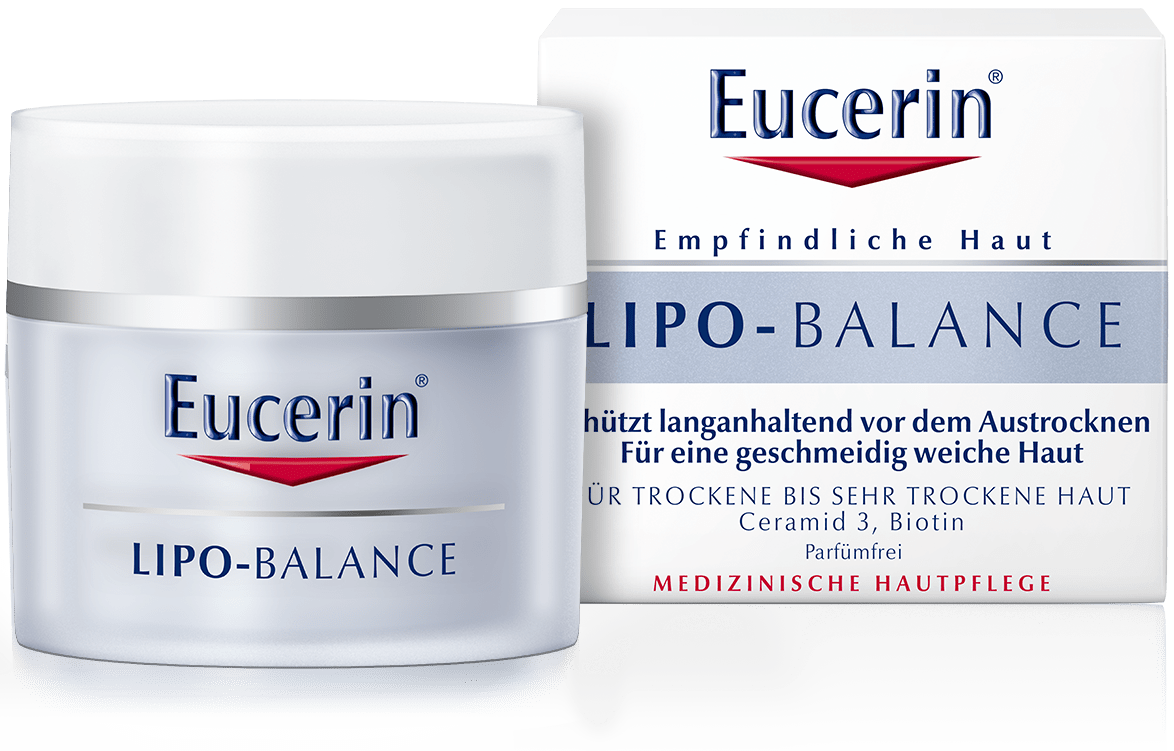 Eucerin®
LIPO-BALANCE
Eucerin®
Empfindliche Haut
LIPO-BALANCE
vor dem Austrocknen
langanhaltend
Für eine geschmeidig weiche Haut
TROCKENE BIS SEHR TROCKENE HAUT
Ceramid 3, Biotin
Parfümfrei
MEDIZINISCHE HAUTPFLEGE